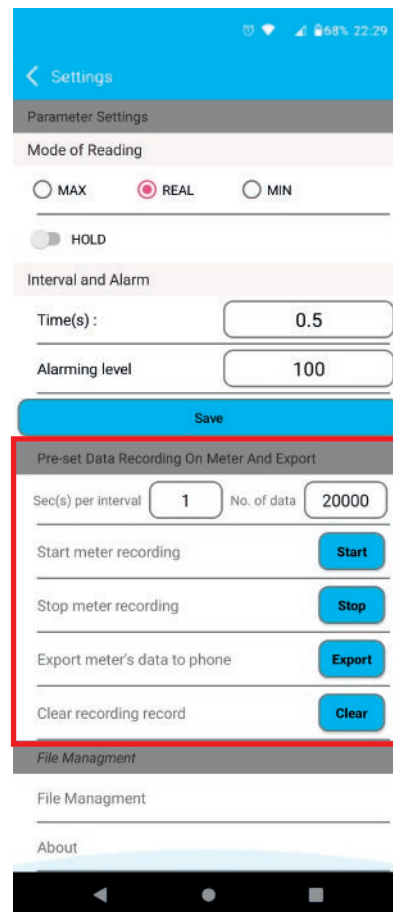 68% 22:29
Settings
Parameter Settings
Mode of Reading
MAX REAL MIN
HOLD
Interval and Alarm
Time(s) : 0.5
Alarming level 100
Save
Pre-set Data Recording On Meter And Export
Sec(s) per interval 1 No. of data 20000
Start meter recording Start
Stop meter recording Stop
Export meter's data to phone Export
Clear recording record Clear
File Managment
File Managment
About